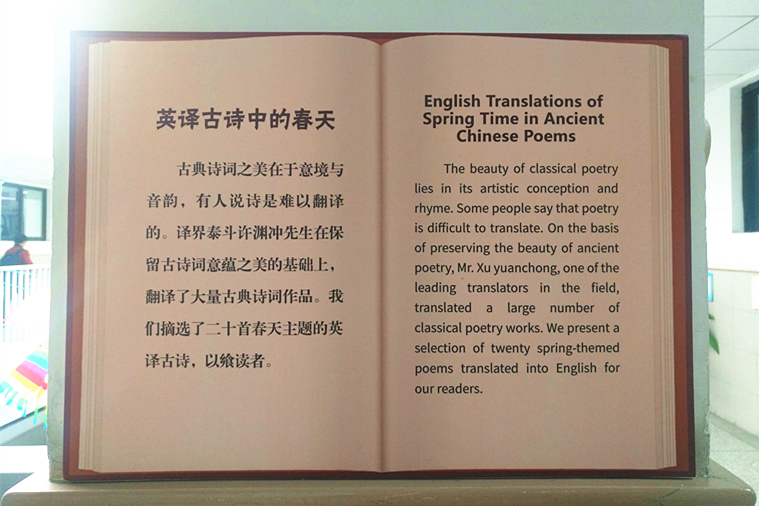 英译古诗中的春天
古典诗词之美在于意境与
音韵，有人说诗是难以翻译
的。译界泰斗许渊冲先生在保
留古诗词意蕴之美的基础上，
翻译了大量古典诗词作品。我
们摘选了二十首春天主题的英
译古诗，以飨读者。
English Translations of
Spring Time in Ancient
Chinese Poems
The beauty of classical poetry
lies in its artistic conception and
rhyme. Some people say that poetry
is difficult to translate. On the basis
of preserving the beauty of ancient
poetry, Mr. Xu yuanchong, one of the
leading translators in the field,
translated a large number of
classical poetry works. We present a
selection of twenty spring-themed
poems translated into English for
our readers.